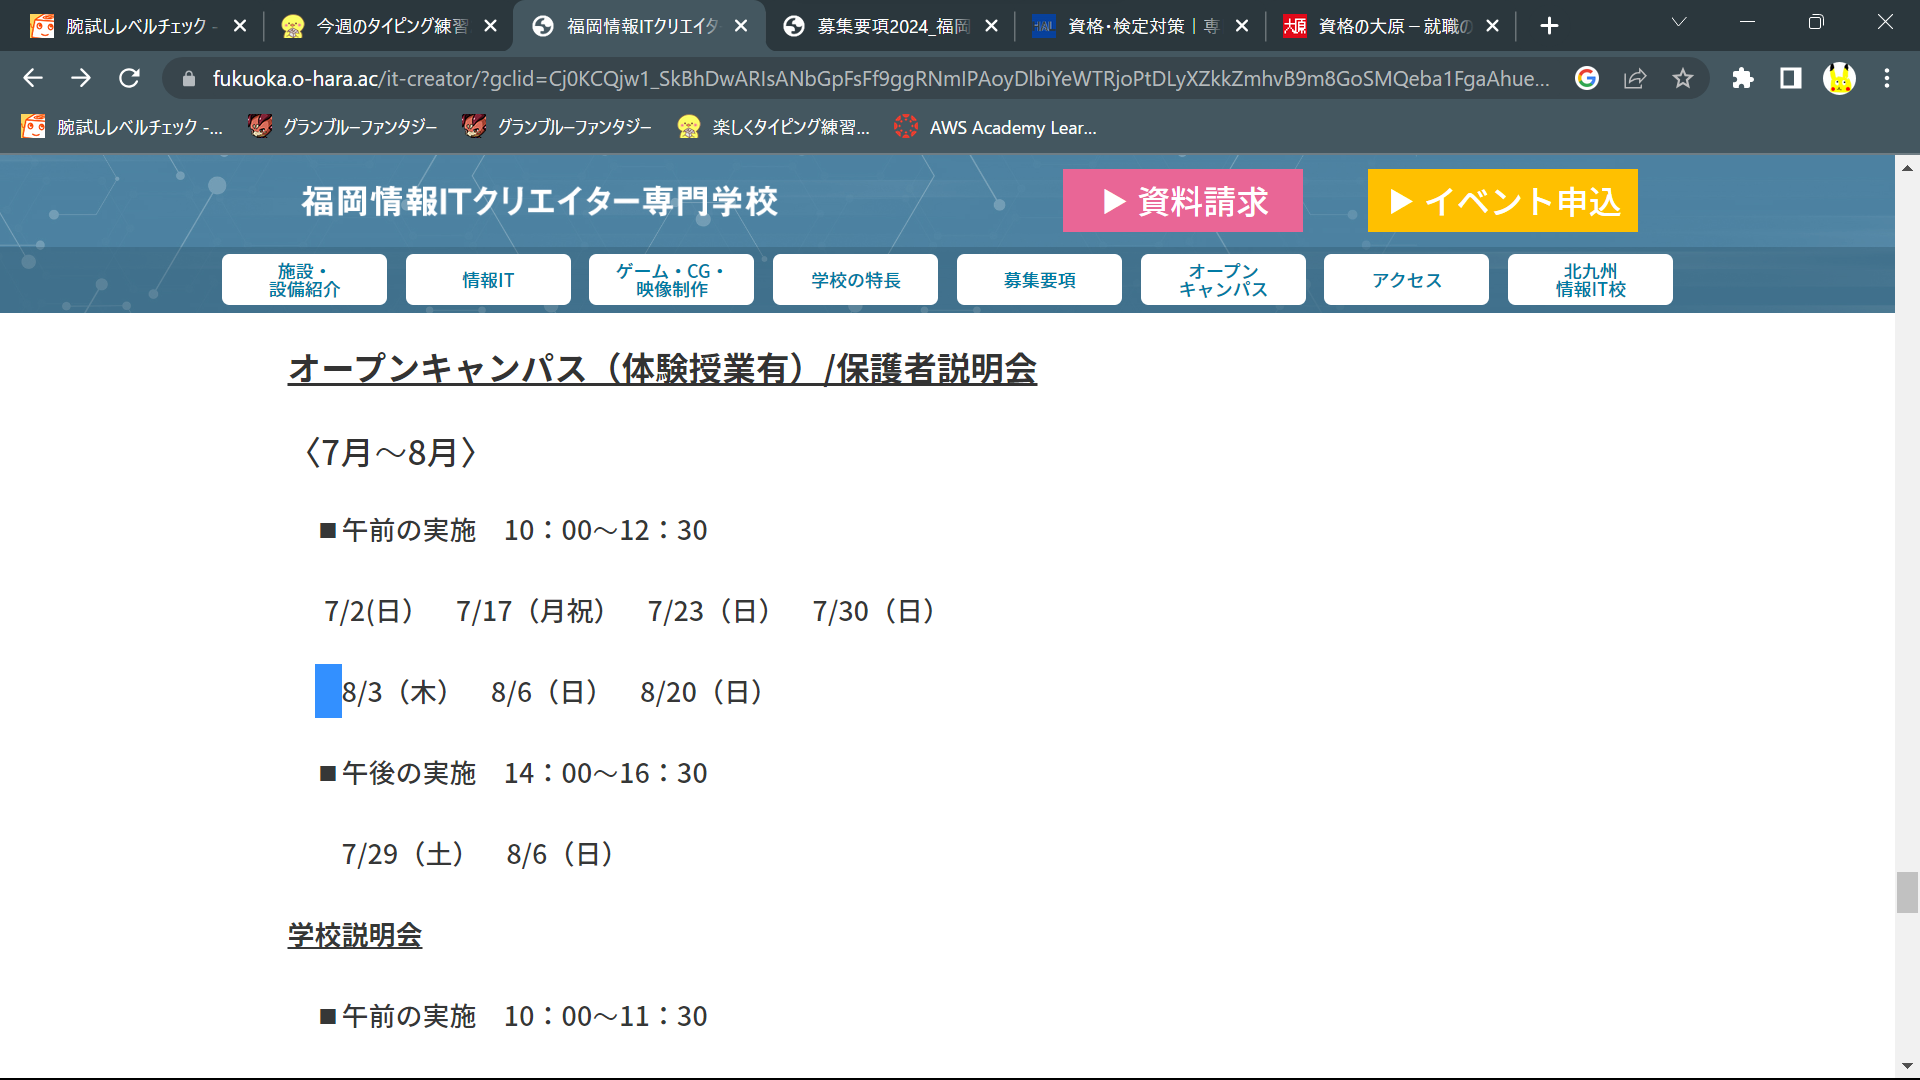 腕試しレベルチェック -
今週のタイピング練習
福岡情報ITクリエイタ
募集要項2024_福岡
資格・検定対策｜専
資格の大原－就職の
fukuoka.o-hara.ac/it-creator/?gclid=Cj0KCQjw1_SkBhDwARIsANbGpFsFf9ggRNmIPAoyDlbiYeWTRjoPtDLyXZkkZmhvB9m8GoSMQeba1FgaAhue...
腕試しレベルチェック -...
グランブルーファンタジー
グランブルーファンタジー
楽しくタイピング練習...
AWS Academy Lear...
福岡情報ITクリエイター専門学校
▶ 資料請求
▶ イベント申込
施設・
設備紹介
情報IT
ゲーム・CG・
映像制作
学校の特長
募集要項
オープン
キャンパス
アクセス
北九州
情報IT校
オープンキャンパス（体験授業有）/保護者説明会
〈7月～8月〉
■午前の実施　10：00～12：30
7/2(日）　7/17（月祝）　7/23（日）　7/30（日）
8/3（木）　8/6（日）　8/20（日）
■午後の実施　14：00～16：30
7/29（土）　8/6（日）
学校説明会
■午前の実施　10：00～11：30